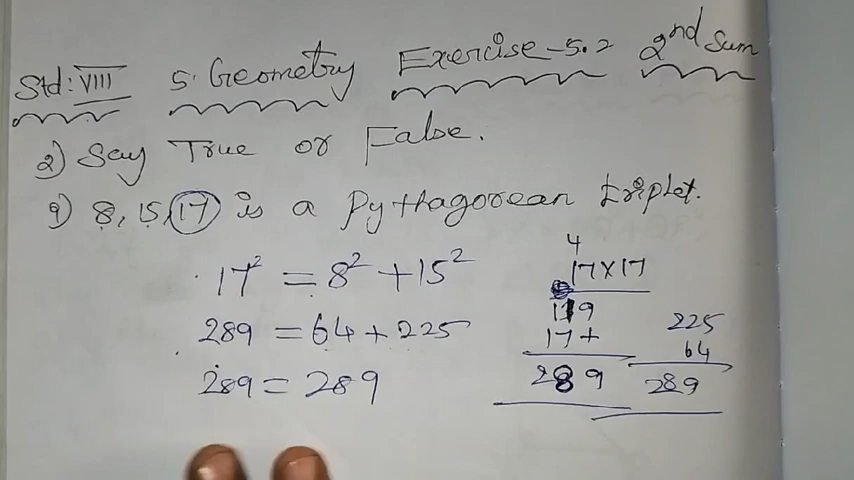 Std: VIII 5. Geometry Exercise-5.2 2nd Sum
2) Say True or False.
9) 8, 15, 17 is a Pythagorean triplet.
17² = 8² + 15²
289 = 64 + 225
289 = 289
4
17×17
119
17+
289
225
64
289